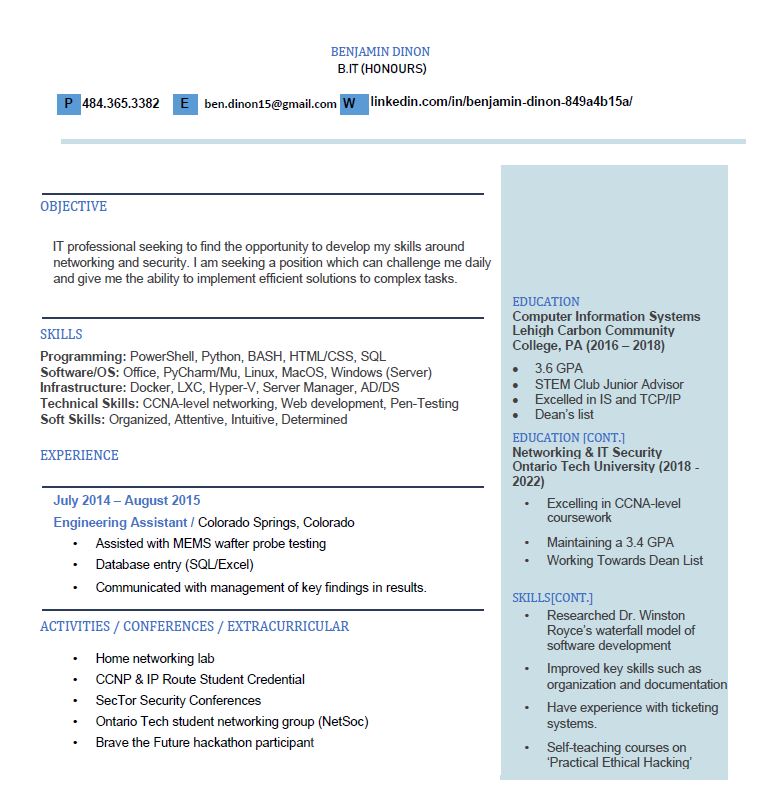 BENJAMIN DINON
B.IT (HONOURS)
P 484.365.3382 E ben.dinon15@gmail.com W linkedin.com/in/benjamin-dinon-849a4b15a/
OBJECTIVE
IT professional seeking to find the opportunity to develop my skills around
networking and security. I am seeking a position which can challenge me daily
and give me the ability to implement efficient solutions to complex tasks.
SKILLS
Programming: PowerShell, Python, BASH, HTML/CSS, SQL
Software/OS: Office, PyCharm/Mu, Linux, MacOS, Windows (Server)
Infrastructure: Docker, LXC, Hyper-V, Server Manager, AD/DS
Technical Skills: CCNA-level networking, Web development, Pen-Testing
Soft Skills: Organized, Attentive, Intuitive, Determined
EXPERIENCE
July 2014 – August 2015
Engineering Assistant / Colorado Springs, Colorado
• Assisted with MEMS wafter probe testing
• Database entry (SQL/Excel)
• Communicated with management of key findings in results.
ACTIVITIES / CONFERENCES / EXTRACURRICULAR
• Home networking lab
• CCNP & IP Route Student Credential
• SecTor Security Conferences
• Ontario Tech student networking group (NetSoc)
• Brave the Future hackathon participant
EDUCATION
Computer Information Systems
Lehigh Carbon Community
College, PA (2016 – 2018)
• 3.6 GPA
• STEM Club Junior Advisor
• Excelled in IS and TCP/IP
• Dean's list
EDUCATION [CONT.]
Networking & IT Security
Ontario Tech University (2018 -
2022)
• Excelling in CCNA-level
coursework
• Maintaining a 3.4 GPA
• Working Towards Dean List
SKILLS[CONT.]
• Researched Dr. Winston
Royce's waterfall model of
software development
• Improved key skills such as
organization and documentation
• Have experience with ticketing
systems.
• Self-teaching courses on
'Practical Ethical Hacking'